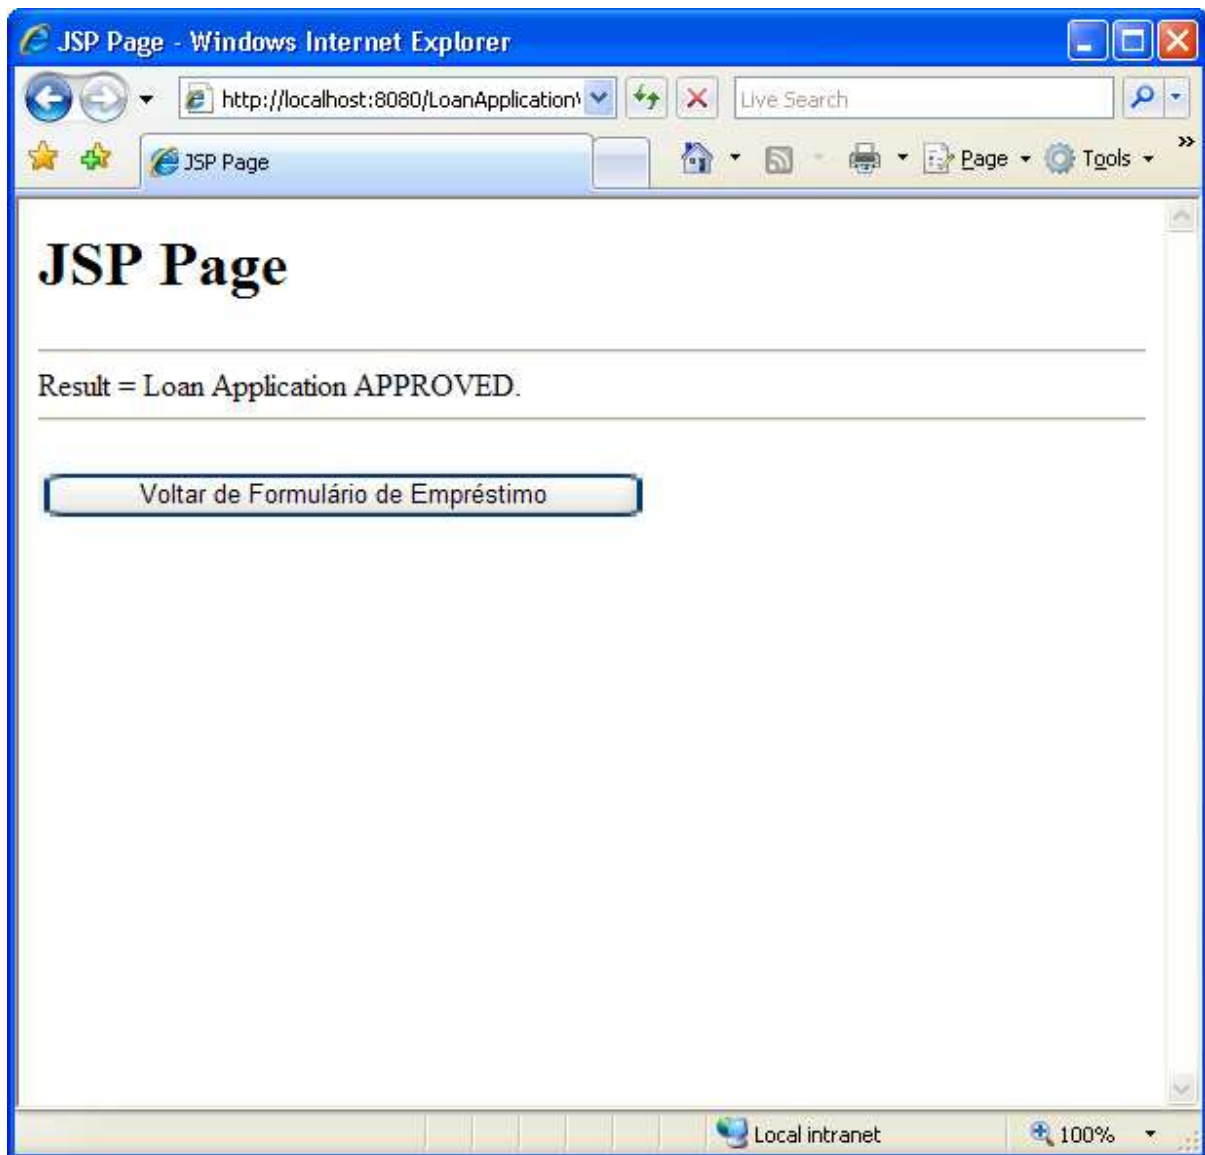 JSP Page - Windows Internet Explorer
http://localhost:8080/LoanApplication\ Live Search
JSP Page Page Tools »
JSP Page
Result = Loan Application APPROVED.
Voltar de Formulário de Empréstimo
Local intranet 100%